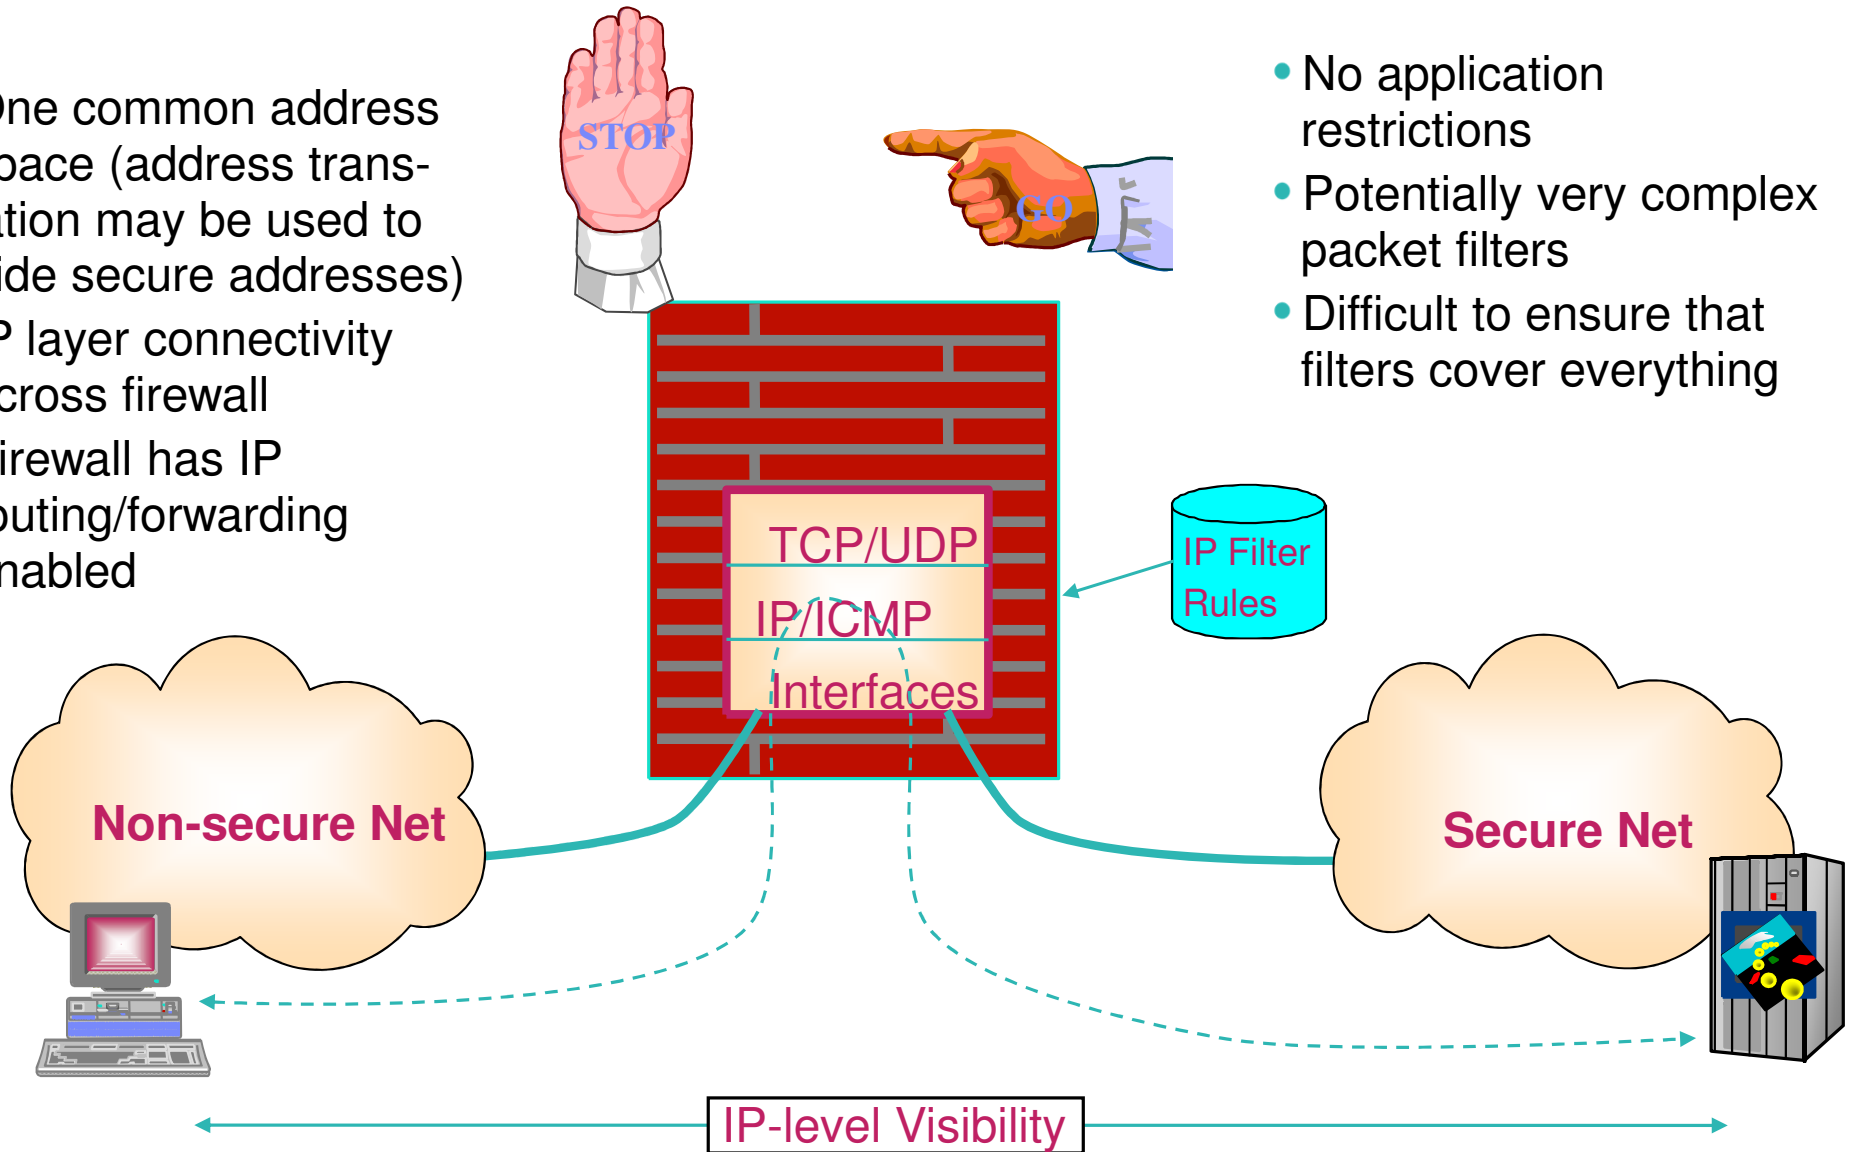 One common address
pace (address trans-
ation may be used to
ide secure addresses)
P layer connectivity
cross firewall
irewall has IP
outing/forwarding
nabled
STOP
GO
• No application
restrictions
• Potentially very complex
packet filters
• Difficult to ensure that
filters cover everything
TCP/UDP
IP/ICMP
Interfaces
IP Filter
Rules
Non-secure Net
Secure Net
IP-level Visibility